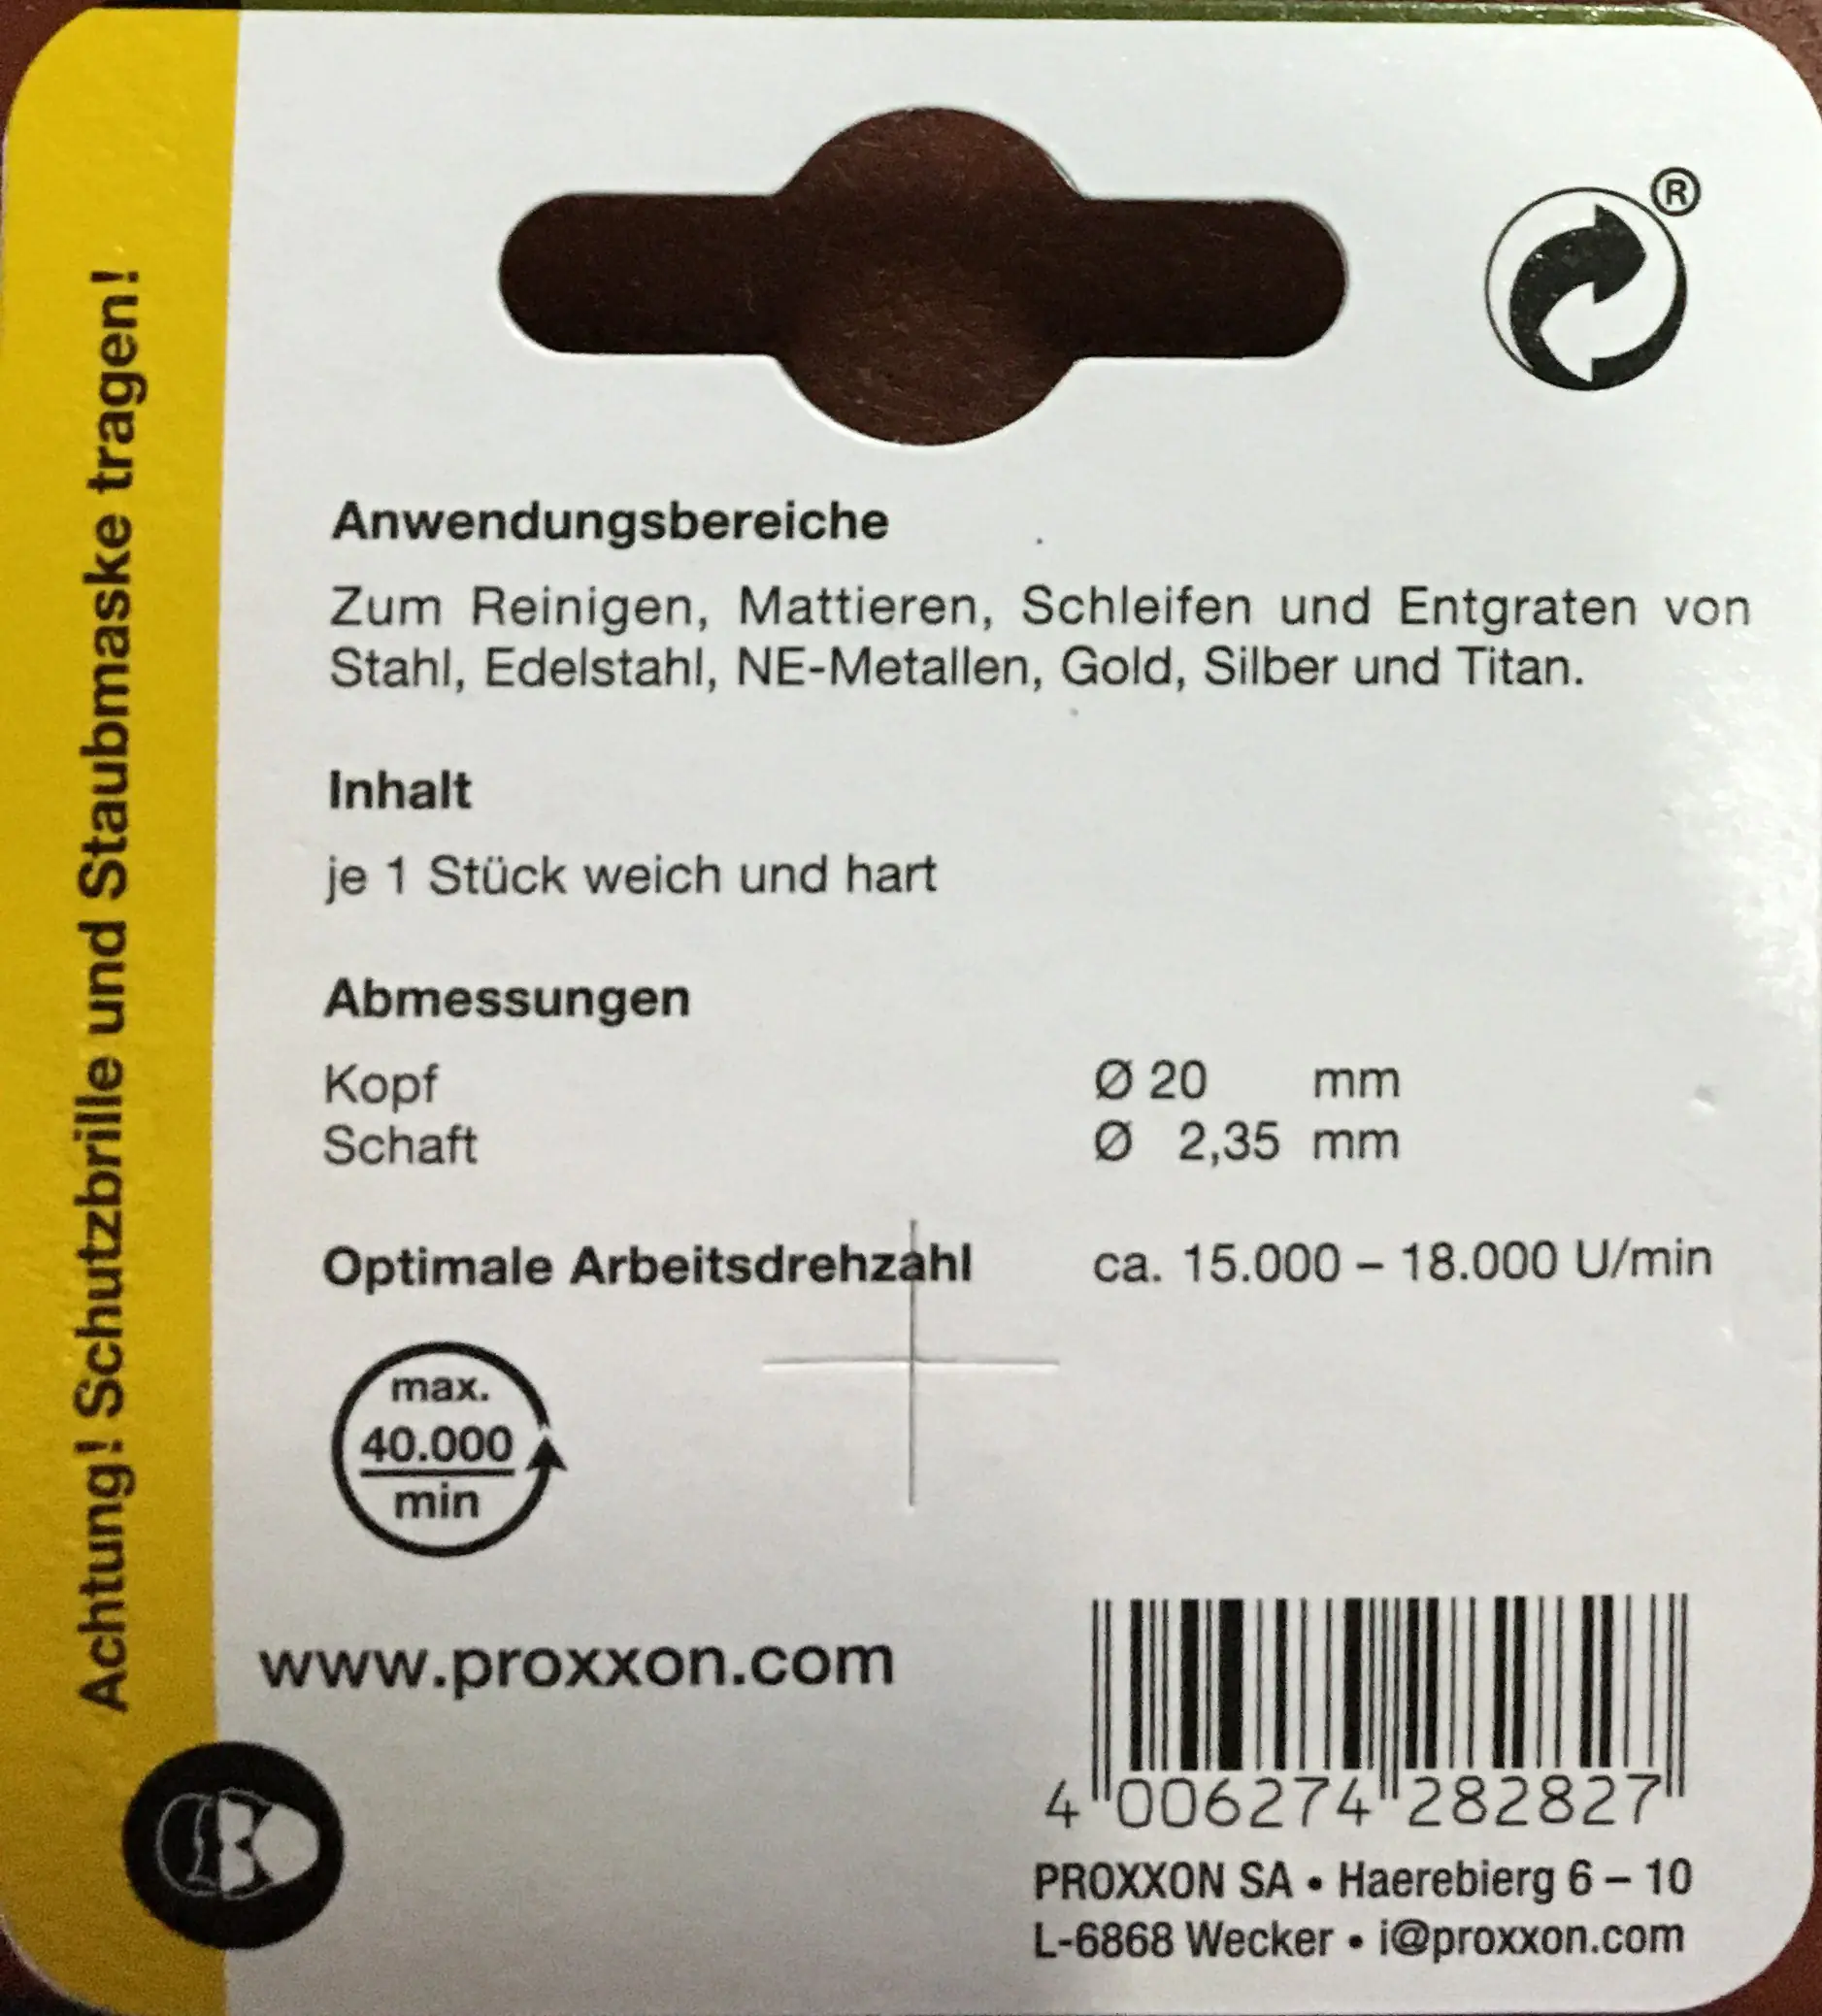 Achtung! Schutzbrille und Staubmaske tragen!
®
Anwendungsbereiche
Zum Reinigen, Mattieren, Schleifen und Entgraten von
Stahl, Edelstahl, NE-Metallen, Gold, Silber und Titan.
Inhalt
je 1 Stück weich und hart
Abmessungen
Kopf Ø 20 mm
Schaft Ø 2,35 mm
Optimale Arbeitsdrehzahl ca. 15.000 – 18.000 U/min
max.
40.000
min
www.proxxon.com
4 006274 282827
PROXXON SA • Haerebierg 6 – 10
L-6868 Wecker • i@proxxon.com